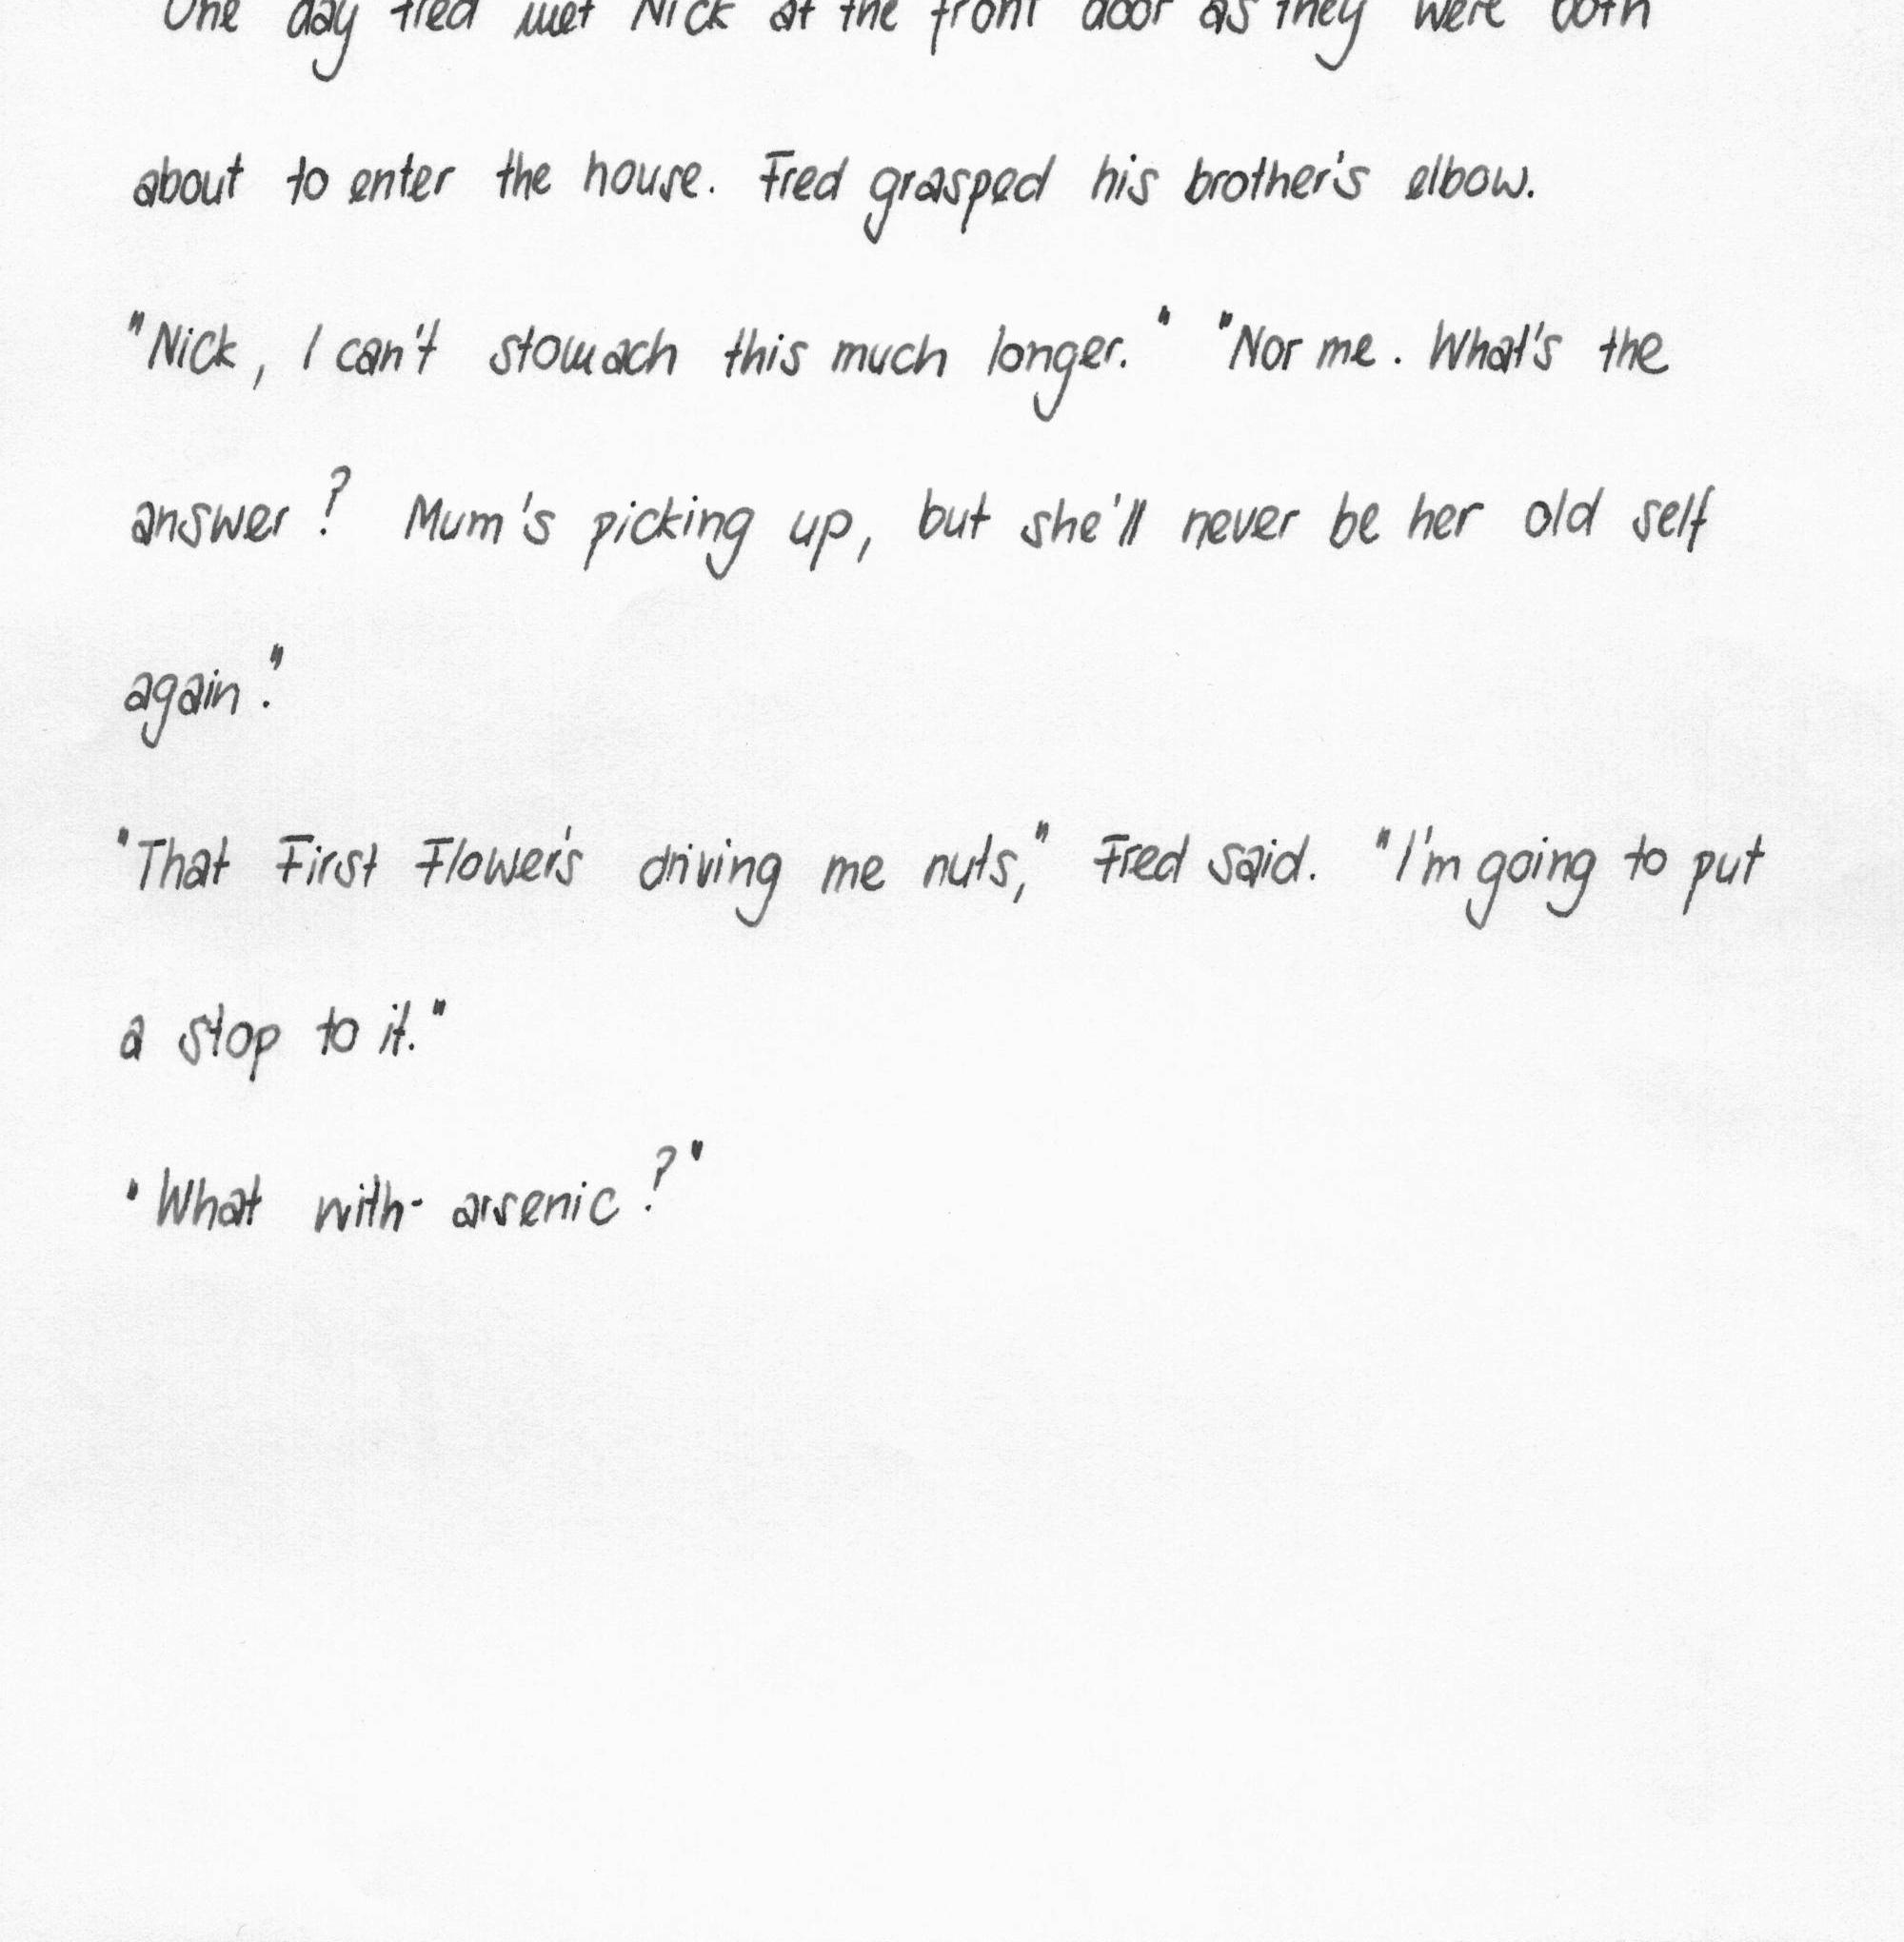 One day Fred met Nick at the front door as they were both
about to enter the house. Fred grasped his brother's elbow.
"Nick, I can't stomach this much longer." "Nor me. What's the
answer? Mum's picking up, but she'll never be her old self
again."
"That First Flower's driving me nuts," Fred said. "I'm going to put
a stop to it."
"What with- arsenic?"